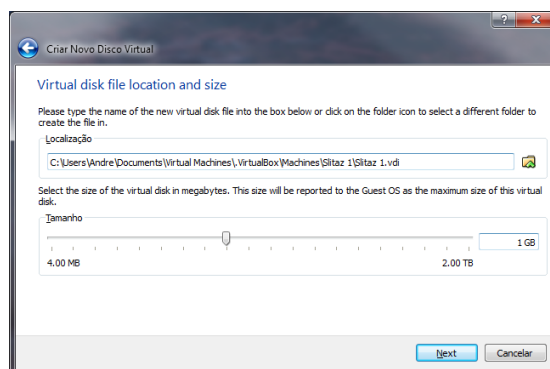 Criar Novo Disco Virtual
Virtual disk file location and size
Please type the name of the new virtual disk file into the box below or click on the folder icon to select a different folder to
create the file in.
Localização
C:\Users\Andre\Documents\Virtual Machines\.VirtualBox\Machines\Slitaz 1\Slitaz 1.vdi
Select the size of the virtual disk in megabytes. This size will be reported to the Guest OS as the maximum size of this virtual
disk.
Tamanho
1 GB
4.00 MB 2.00 TB
Next Cancelar